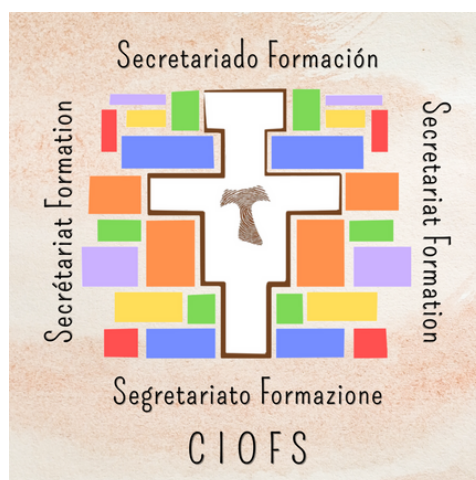 Secretariado Formación
Secrétariat Formation
Secretariat Formation
Segretariato Formazione
CIOFS